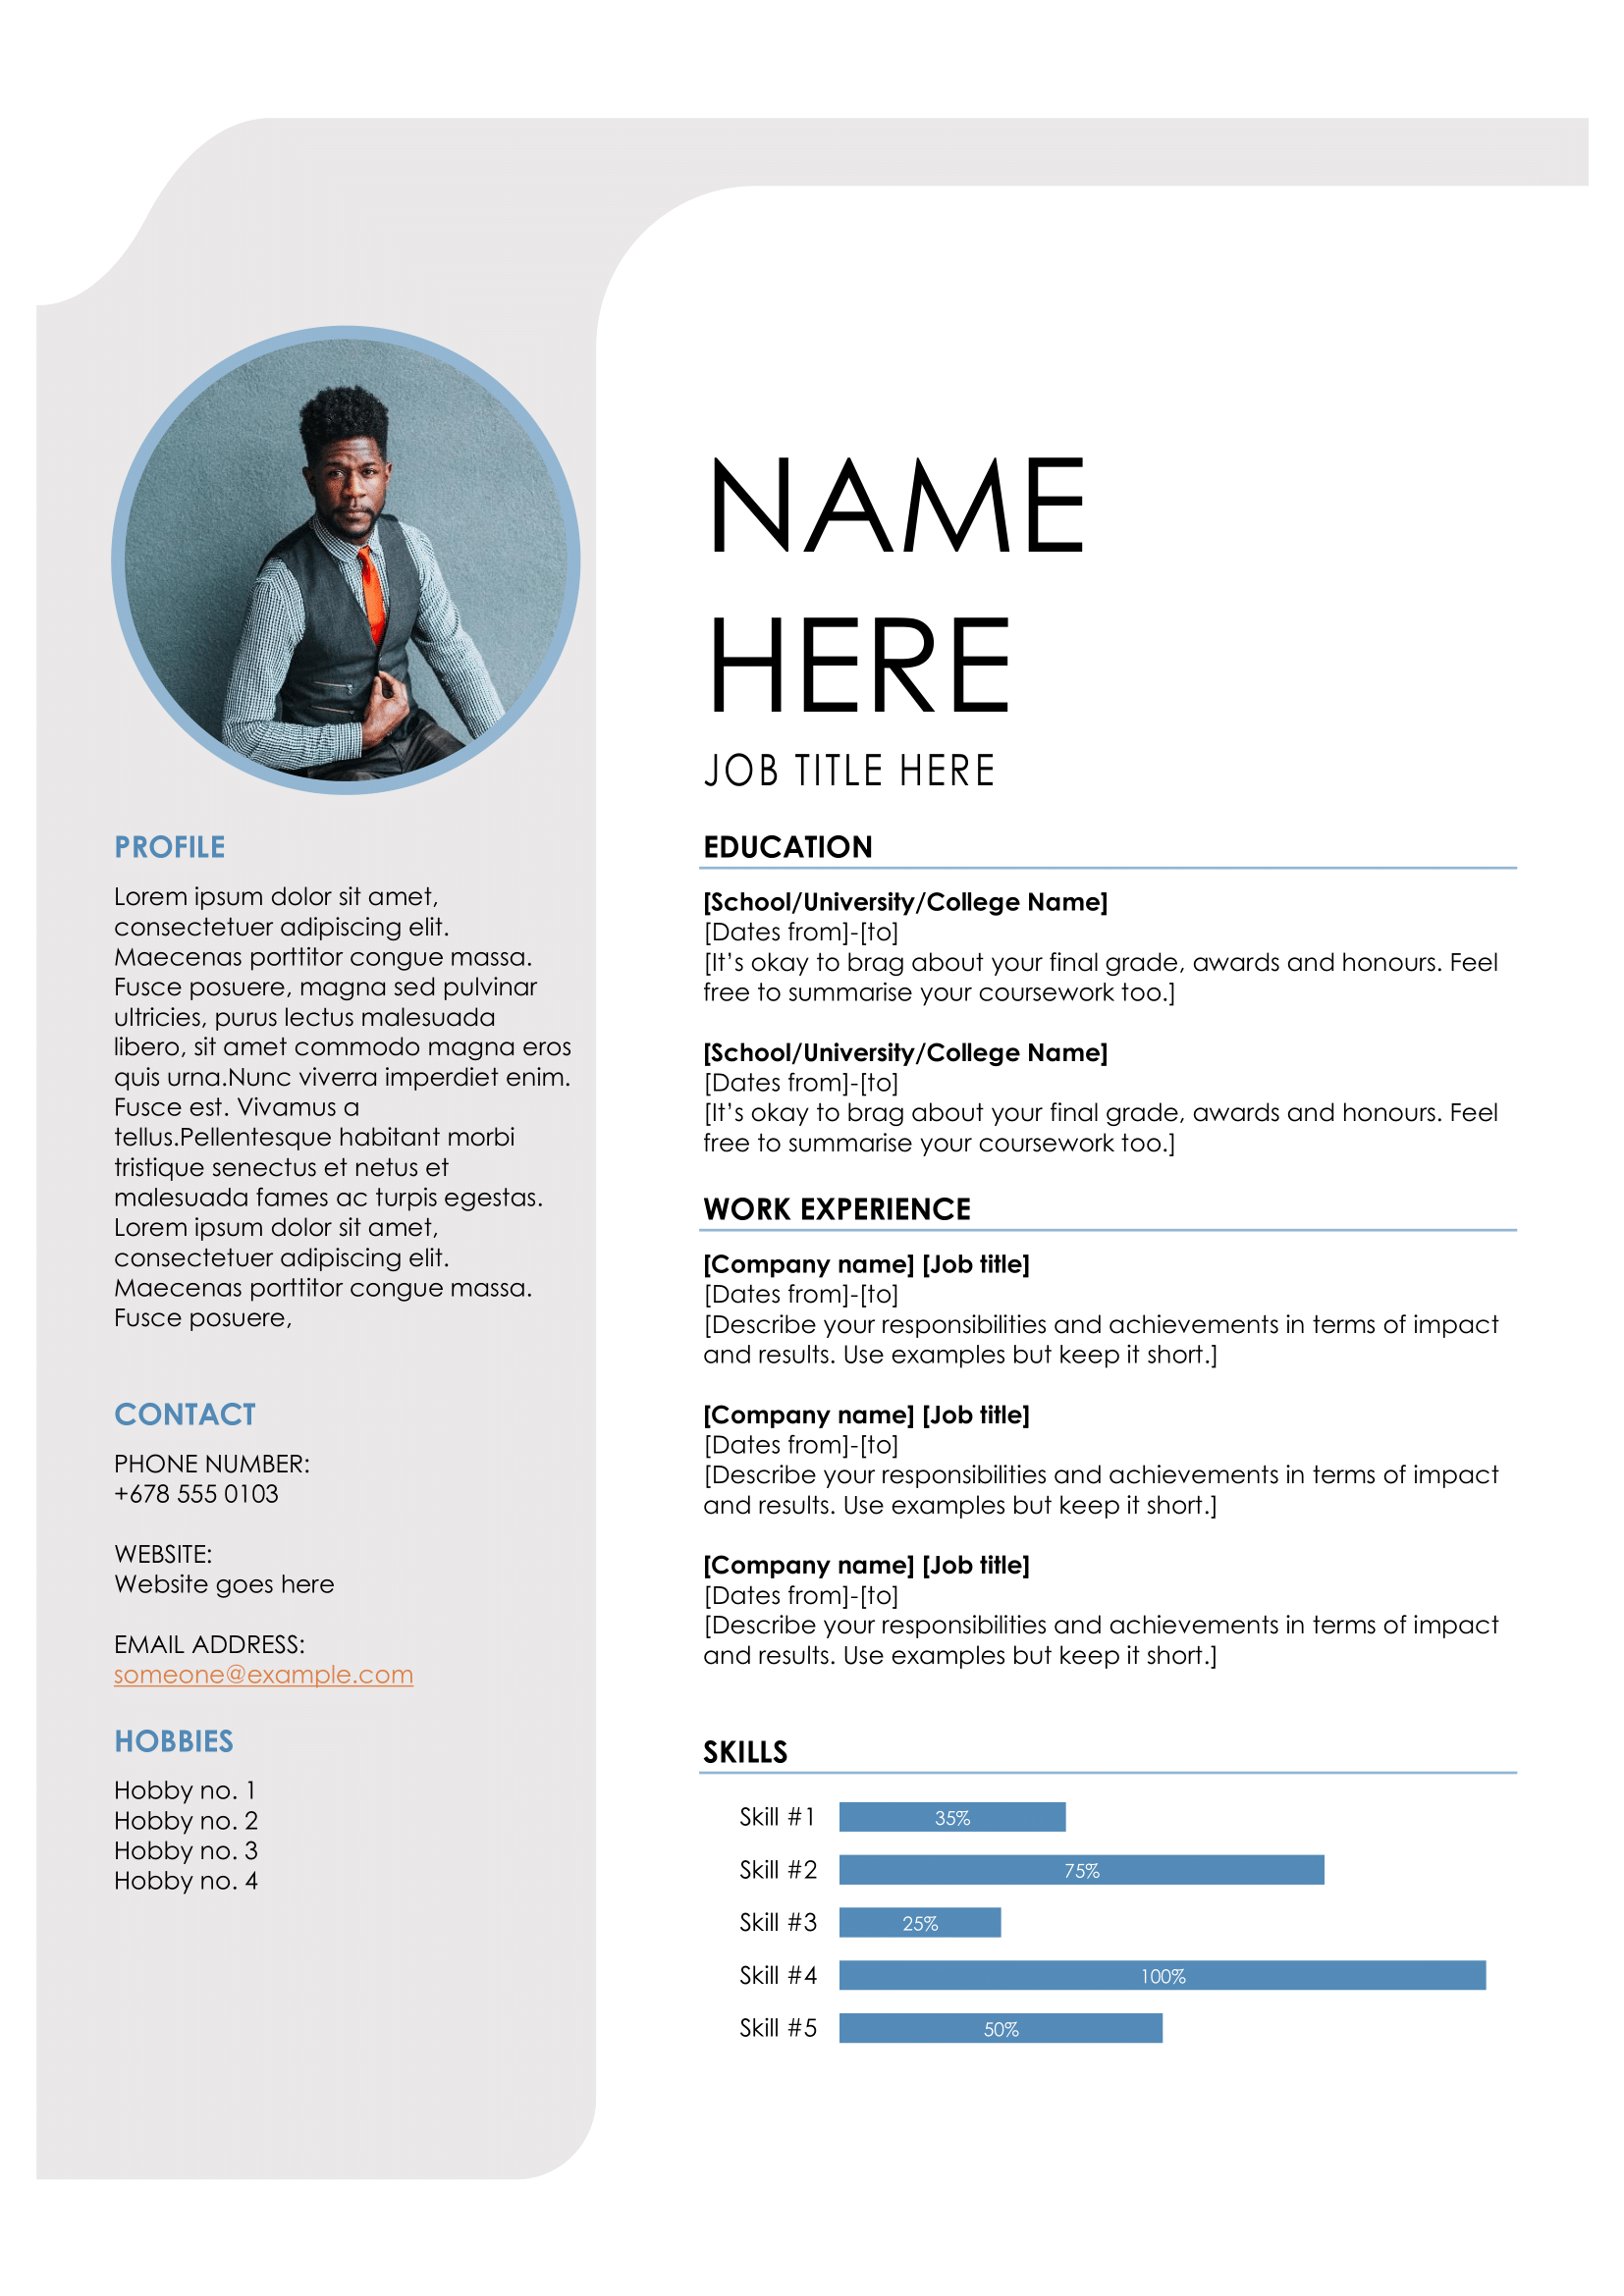 NAME
HERE
JOB TITLE HERE
PROFILE
Lorem ipsum dolor sit amet,
consectetuer adipiscing elit.
Maecenas porttitor congue massa.
Fusce posuere, magna sed pulvinar
ultricies, purus lectus malesuada
libero, sit amet commodo magna eros
quis urna.Nunc viverra imperdiet enim.
Fusce est. Vivamus a
tellus.Pellentesque habitant morbi
tristique senectus et netus et
malesuada fames ac turpis egestas.
Lorem ipsum dolor sit amet,
consectetuer adipiscing elit.
Maecenas porttitor congue massa.
Fusce posuere,
CONTACT
PHONE NUMBER:
+678 555 0103
WEBSITE:
Website goes here
EMAIL ADDRESS:
someone@example.com
HOBBIES
Hobby no. 1
Hobby no. 2
Hobby no. 3
Hobby no. 4
EDUCATION
[School/University/College Name]
[Dates from]-[to]
[It’s okay to brag about your final grade, awards and honours. Feel
free to summarise your coursework too.]
[School/University/College Name]
[Dates from]-[to]
[It’s okay to brag about your final grade, awards and honours. Feel
free to summarise your coursework too.]
WORK EXPERIENCE
[Company name] [Job title]
[Dates from]-[to]
[Describe your responsibilities and achievements in terms of impact
and results. Use examples but keep it short.]
[Company name] [Job title]
[Dates from]-[to]
[Describe your responsibilities and achievements in terms of impact
and results. Use examples but keep it short.]
[Company name] [Job title]
[Dates from]-[to]
[Describe your responsibilities and achievements in terms of impact
and results. Use examples but keep it short.]
SKILLS
Skill #1 35%
Skill #2 75%
Skill #3 25%
Skill #4 100%
Skill #5 50%